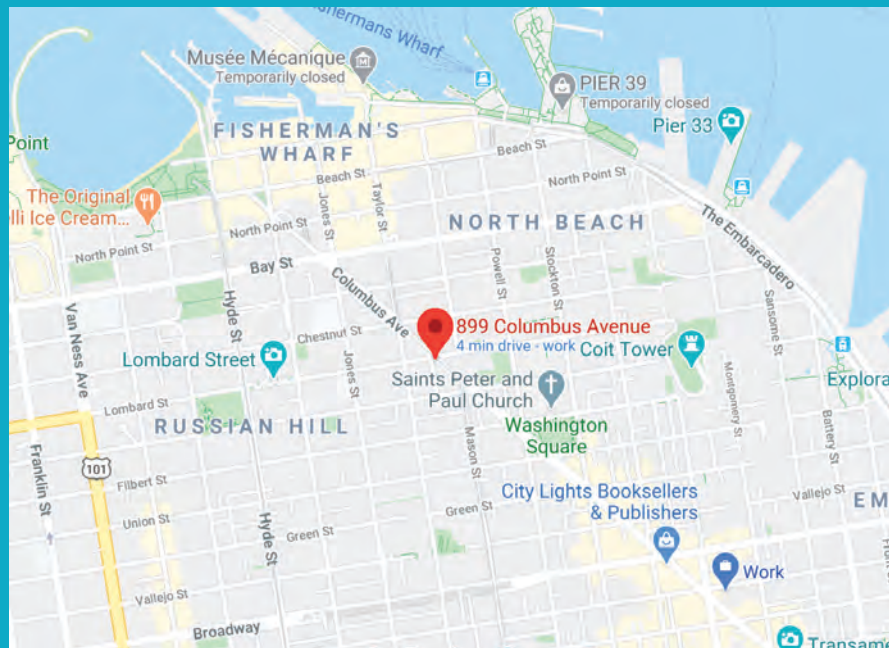 Fishermans Wharf
Musée Mécanique
Temporarily closed
PIER 39
Temporarily closed
Pier 33
Point
FISHERMAN'S
WHARF
Beach St
Beach St
The Original
lli Ice Cream...
North Point St
North Point St
North Point St
Jones St
Taylor St
NORTH BEACH
The Embarcadero
Bay St
Powell St
Stockton St
Sansome St
Van Ness Ave
Hyde St
Columbus Ave
Chestnut St
899 Columbus Avenue
4 min drive - work
Coit Tower
Lombard Street
Jones St
Saints Peter and
Paul Church
Montgomery St
Explora
Lombard St
RUSSIAN HILL
Washington
Square
Battery St
Franklin St
101
Mason St
Filbert St
City Lights Booksellers
& Publishers
Vallejo St
EM
Union St
Hyde St
Green St
Green St
Work
Vallejo St
Broadway
Transame